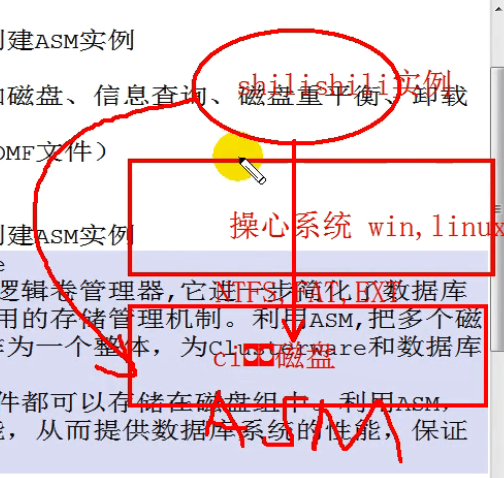 建ASM实例
shilishili实例
磁盘、信息查询、磁盘重平衡、卸载
OMF文件）
操心系统 win,linux
建ASM实例
e
NTFS,FAT,EXT
逻辑卷管理器,它进一步简化了数据库
用的存储管理机制。利用ASM,把多个磁
作为一个整体，为Clusterware和数据库
磁盘
件都可以存储在磁盘组中。利用ASM，
ASM
能，从而提供数据库系统的性能，保证